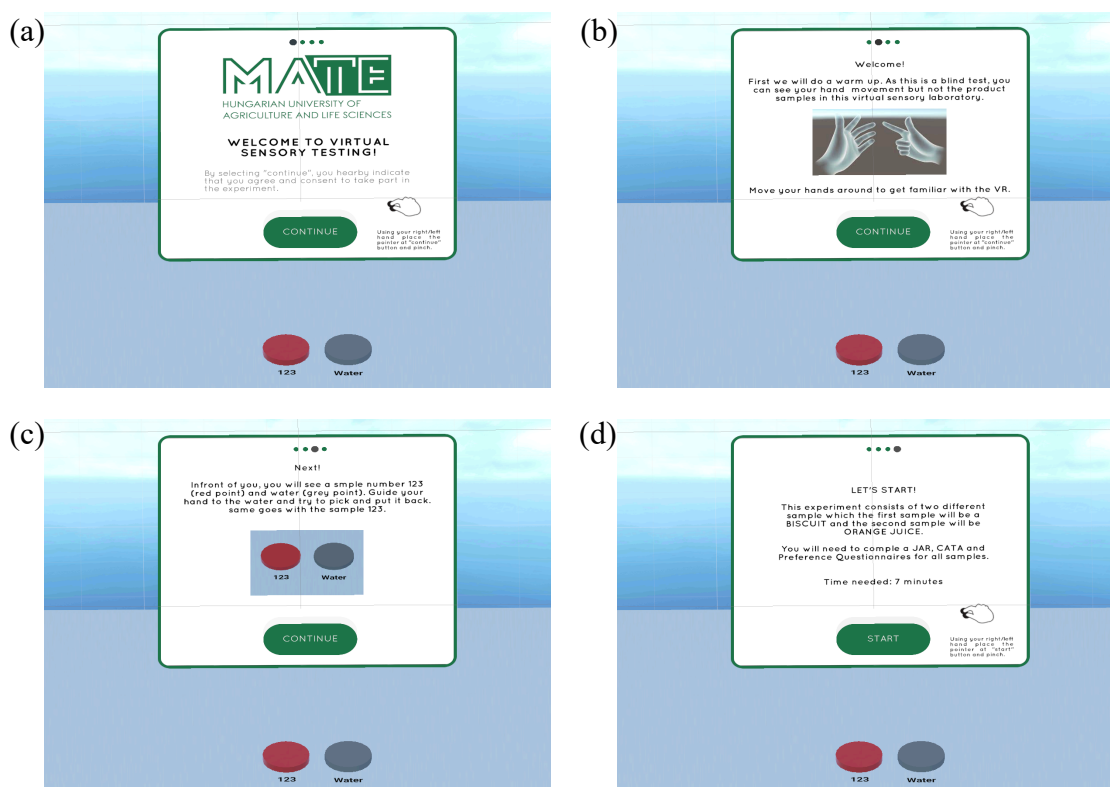 (a)
MATE
HUNGARIAN UNIVERSITY OF
AGRICULTURE AND LIFE SCIENCES
WELCOME TO VIRTUAL
SENSORY TESTING!
By selecting "continue", you hearby indicate
that you agree and consent to take part in
the experiment.
CONTINUE
Using your right/left
hand place the
pointer at "continue"
button and pinch.
123
Water
(b)
Welcome!
First we will do a warm up. As this is a blind test, you
can see your hand movement but not the product
samples in this virtual sensory laboratory.
Move your hands around to get familiar with the VR.
CONTINUE
Using your right/left
hand place the
pointer at "continue"
button and pinch.
123
Water
(c)
Next!
Infront of you, you will see a smple number 123
(red point) and water (grey point). Guide your
hand to the water and try to pick and put it back.
same goes with the sample 123.
123
Water
CONTINUE
123
Water
(d)
LET'S START!
This experiment consists of two different
sample which the first sample will be a
BISCUIT and the second sample will be
ORANGE JUICE.
You will need to comple a JAR, CATA and
Preference Questionnaires for all samples.
Time needed: 7 minutes
START
Using your right/left
hand place the
pointer at "start"
button and pinch.
123
Water